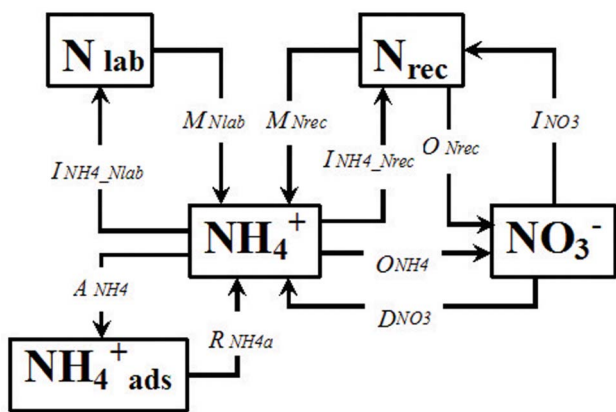 N lab
N rec
M Nlab
M Nrec
O Nrec
I NO3
I NH4_Nlab
I NH4_Nrec
NH4+
NO3-
O NH4
A NH4
D NO3
R NH4a
NH4+ ads